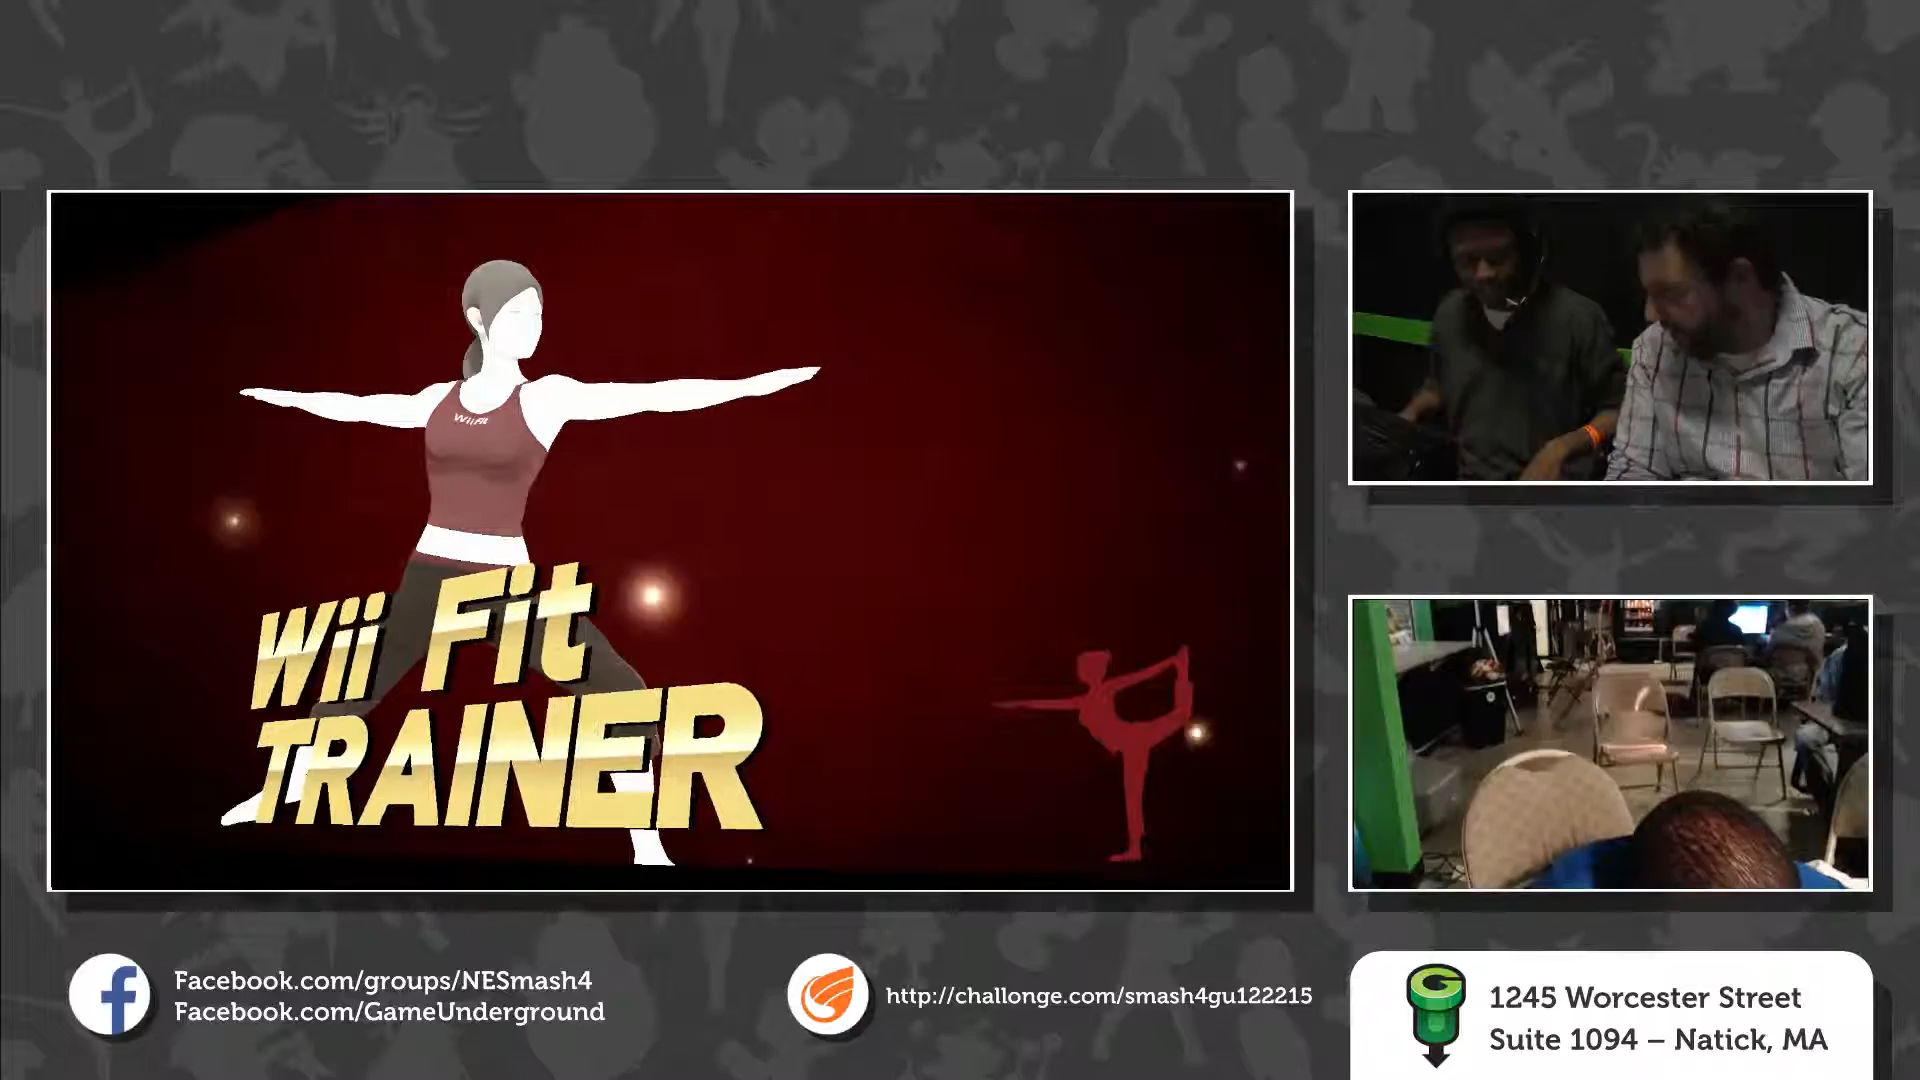 Wii Fit
Wii Fit
TRAINER
Facebook.com/groups/NESmash4
Facebook.com/GameUnderground
http://challonge.com/smash4gu122215
1245 Worcester Street
Suite 1094 – Natick, MA